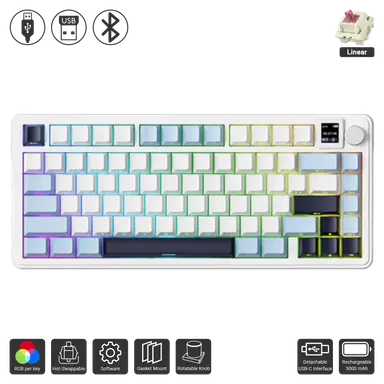 USB
Linear
RGB per key
Hot-Swappable
Software
Gasket Mount
Rotatable Knob
Detachable
USB-C Interface
Rechargeable
5000 mAh